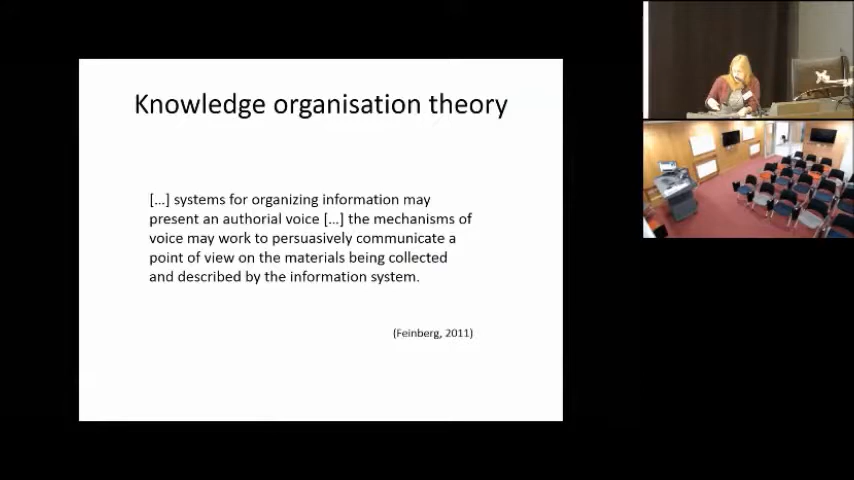 Knowledge organisation theory
[...] systems for organizing information may
present an authorial voice [...] the mechanisms of
voice may work to persuasively communicate a
point of view on the materials being collected
and described by the information system.
(Feinberg, 2011)